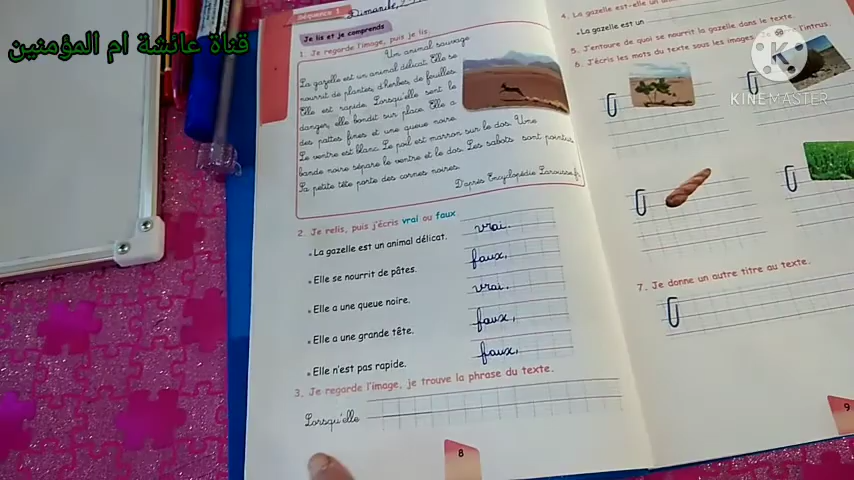 قناة عائشة ام المؤمنين
Séquence 1
Dimanche,
Je lis et je comprends
1. Je regarde l'image, puis je lis.
Un animal sauvage
La gazelle est un animal délicat. Elle se
nourrit de plantes, d'herbes, de feuilles.
Elle est rapide. Lorsqu'elle sent le
danger, elle bondit sur place. Elle a
des pattes fines et une queue noire.
Le ventre est blanc. Le poil est marron sur le dos. Une
bande noire sépare le ventre et le dos. Les sabots sont pointus.
Sa petite tête porte des cornes noires.
D'après Encyclopédie Larousse.fr
2. Je relis, puis j'écris vrai ou faux
• La gazelle est un animal délicat. vrai.
• Elle se nourrit de pâtes. faux.
• Elle a une queue noire. vrai.
• Elle a une grande tête. faux.
• Elle n'est pas rapide. faux.
3. Je regarde l'image, je trouve la phrase du texte.
Lorsqu'elle
8
4. La gazelle est-elle un
• La gazelle est un
5. J'entoure de quoi se nourrit la gazelle dans le texte.
6. J'écris les mots du texte sous les images. Je l'intrus.
7. Je donne un autre titre au texte.
9
KINEMASTER